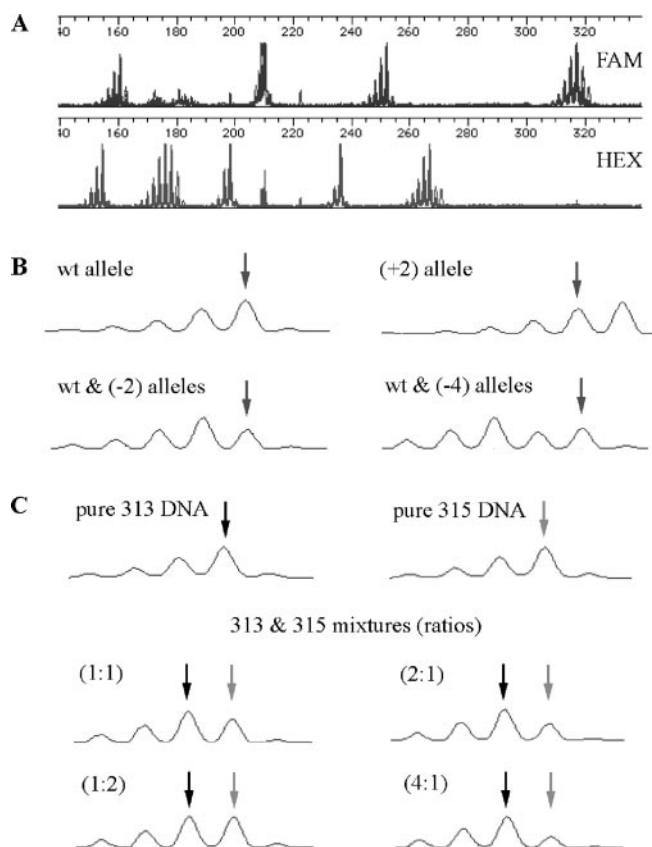 A
140 160 180 200 220 240 260 280 300 320
FAM
140 160 180 200 220 240 260 280 300 320
HEX
B
wt allele
(+2) allele
wt & (-2) alleles
wt & (-4) alleles
C
pure 313 DNA
pure 315 DNA
313 & 315 mixtures (ratios)
(1:1)
(2:1)
(1:2)
(4:1)